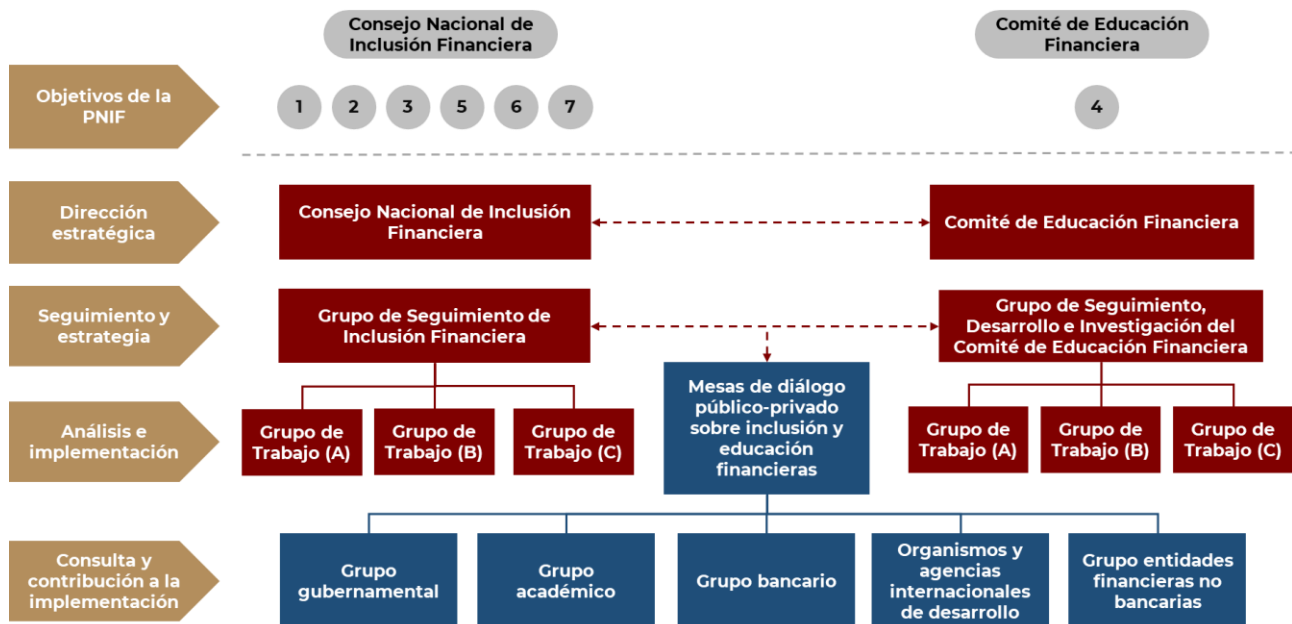 Consejo Nacional de
Inclusión Financiera
Comité de Educación
Financiera
Objetivos de la
PNIF
1
2
3
5
6
7
4
Dirección
estratégica
Consejo Nacional de Inclusión
Financiera
Comité de Educación Financiera
Seguimiento y
estrategia
Grupo de Seguimiento de
Inclusión Financiera
Grupo de Seguimiento,
Desarrollo e Investigación del
Comité de Educación Financiera
Análisis e
implementación
Grupo de
Trabajo (A)
Grupo de
Trabajo (B)
Grupo de
Trabajo (C)
Mesas de diálogo
público-privado
sobre inclusión y
educación
financieras
Grupo de
Trabajo (A)
Grupo de
Trabajo (B)
Grupo de
Trabajo (C)
Consulta y
contribución a la
implementación
Grupo
gubernamental
Grupo
académico
Grupo bancario
Organismos y
agencias
internacionales
de desarrollo
Grupo entidades
financieras no
bancarias